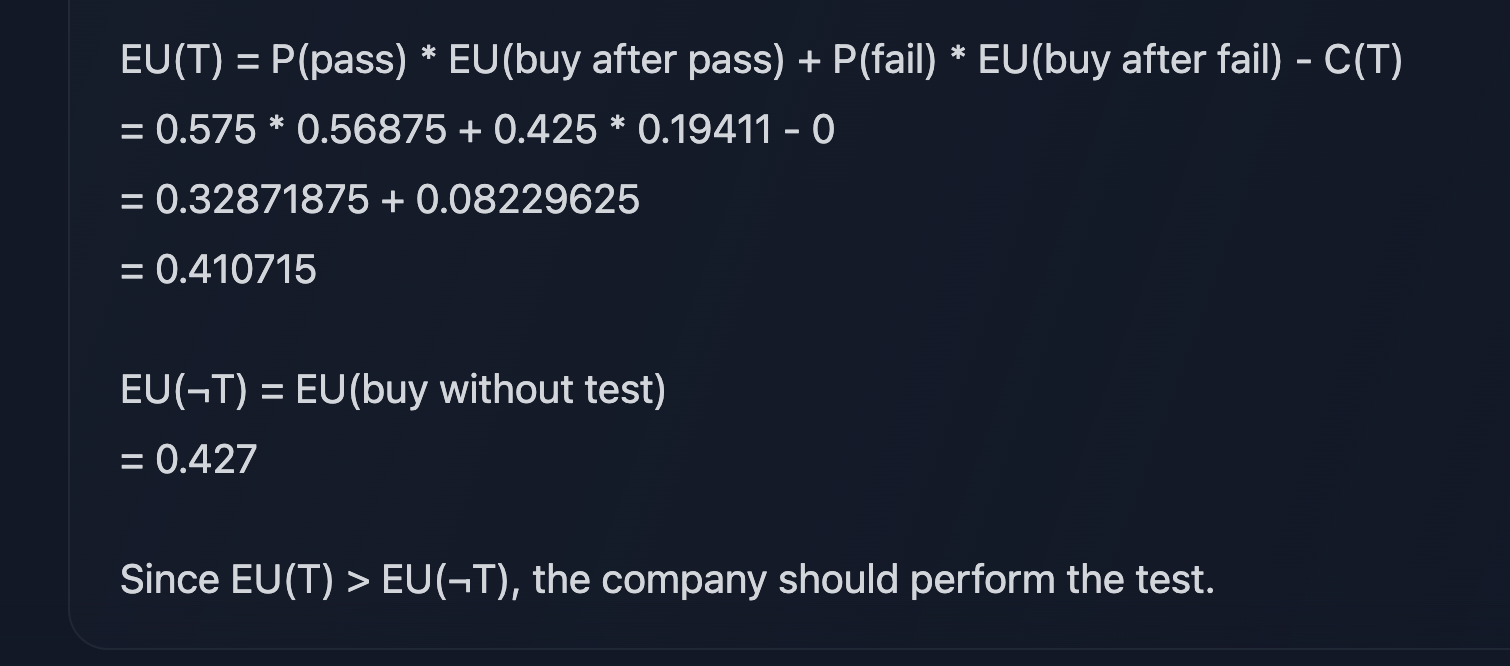 EU(T) = P(pass) * EU(buy after pass) + P(fail) * EU(buy after fail) - C(T)
= 0.575 * 0.56875 + 0.425 * 0.19411 - 0
= 0.32871875 + 0.08229625
= 0.410715
EU(¬T) = EU(buy without test)
= 0.427
Since EU(T) > EU(¬T), the company should perform the test.